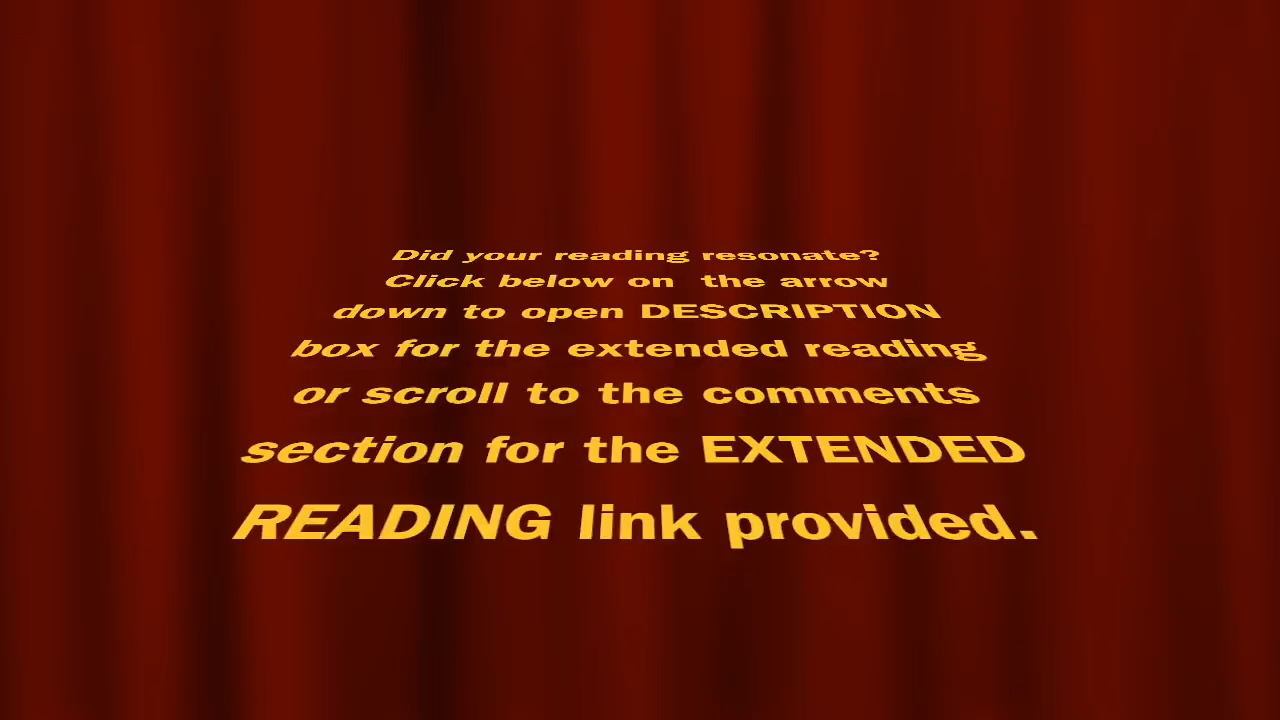 Did your reading resonate?
Click below on  the arrow
down to open DESCRIPTION
box for the extended reading
or scroll to the comments
section for the EXTENDED
READING link provided.